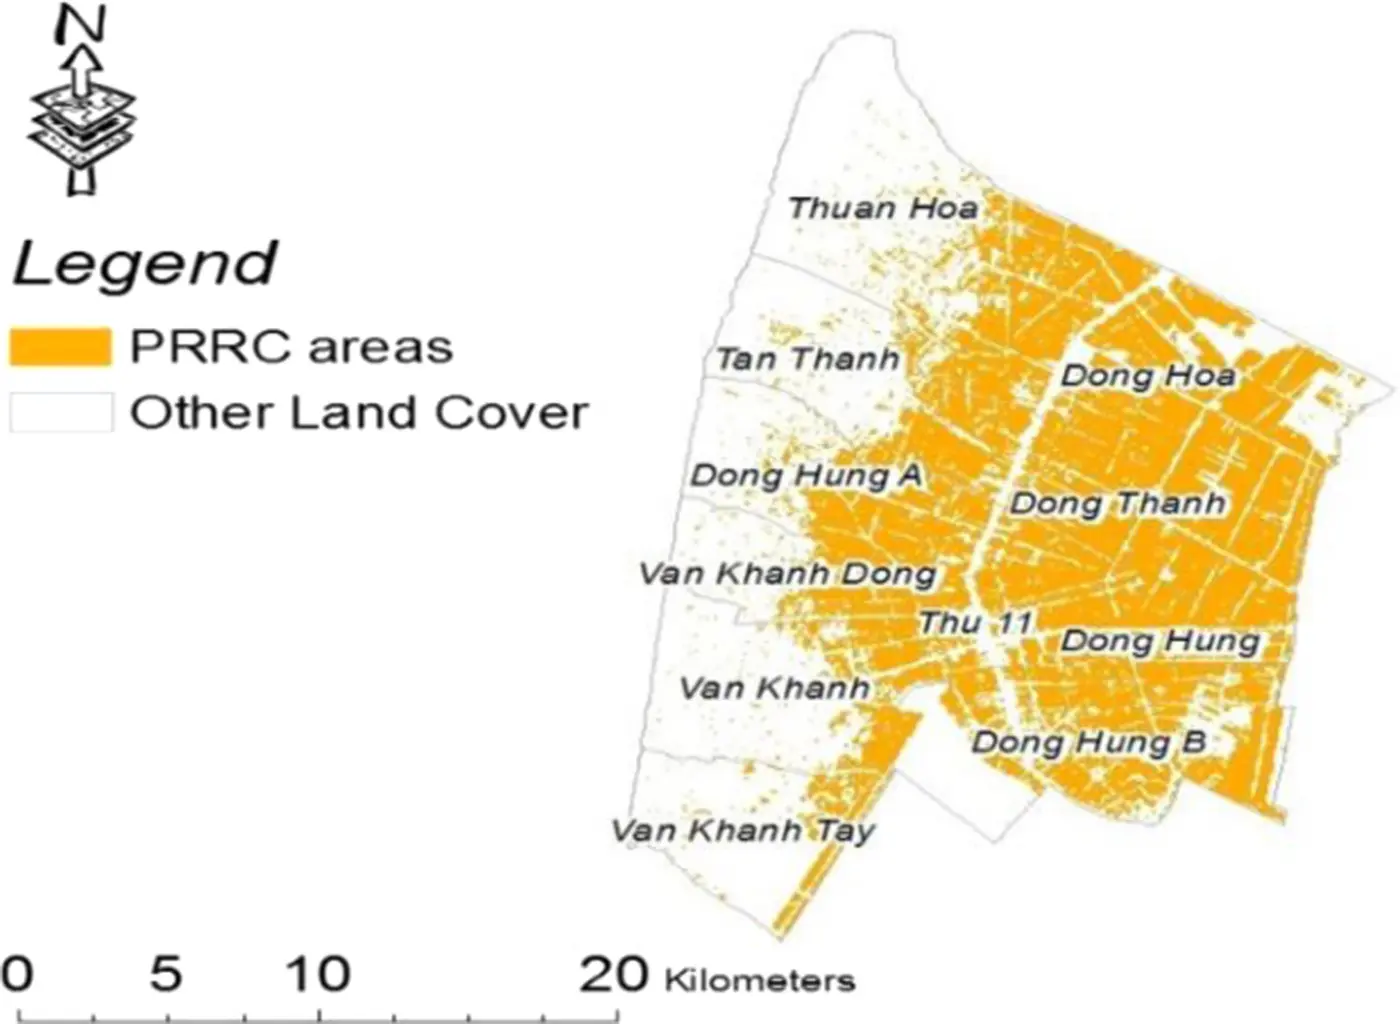 N
Legend
PRRC areas
Other Land Cover
Thuan Hoa
Tan Thanh
Dong Hoa
Dong Hung A
Dong Thanh
Van Khanh Dong
Thu 11
Dong Hung
Van Khanh
Dong Hung B
Van Khanh Tay
0 5 10 20 Kilometers